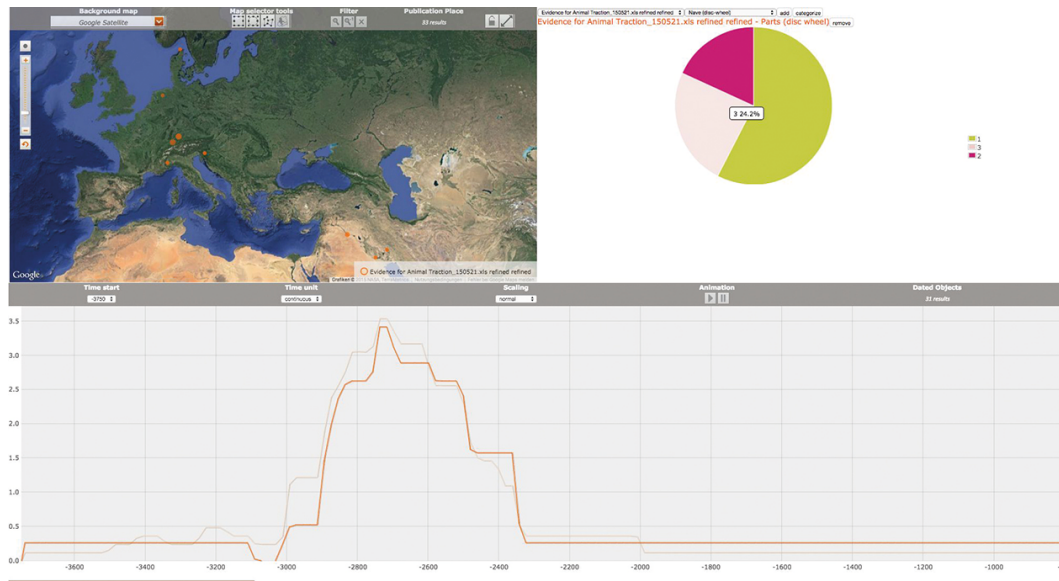 Background map
Map selector tools
Filter
Publication Place
Google Satellite
33 results
Google
Evidence for Animal Traction_150521.xls refined refined
Evidence for Animal Traction_150521.xls refined refined
Nave (disc-wheel)
add
categorize
Evidence for Animal Traction_150521.xls refined refined - Parts (disc wheel)
remove
3 24.2%
1
3
2
Time start
Time unit
Scaling
Animation
Dated Objects
-3750
continuous
normal
31 results
3.5
3.0
2.5
2.0
1.5
1.0
0.5
0.0
-3600
-3400
-3200
-3000
-2800
-2600
-2400
-2200
-2000
-1800
-1600
-1400
-1200
-1000